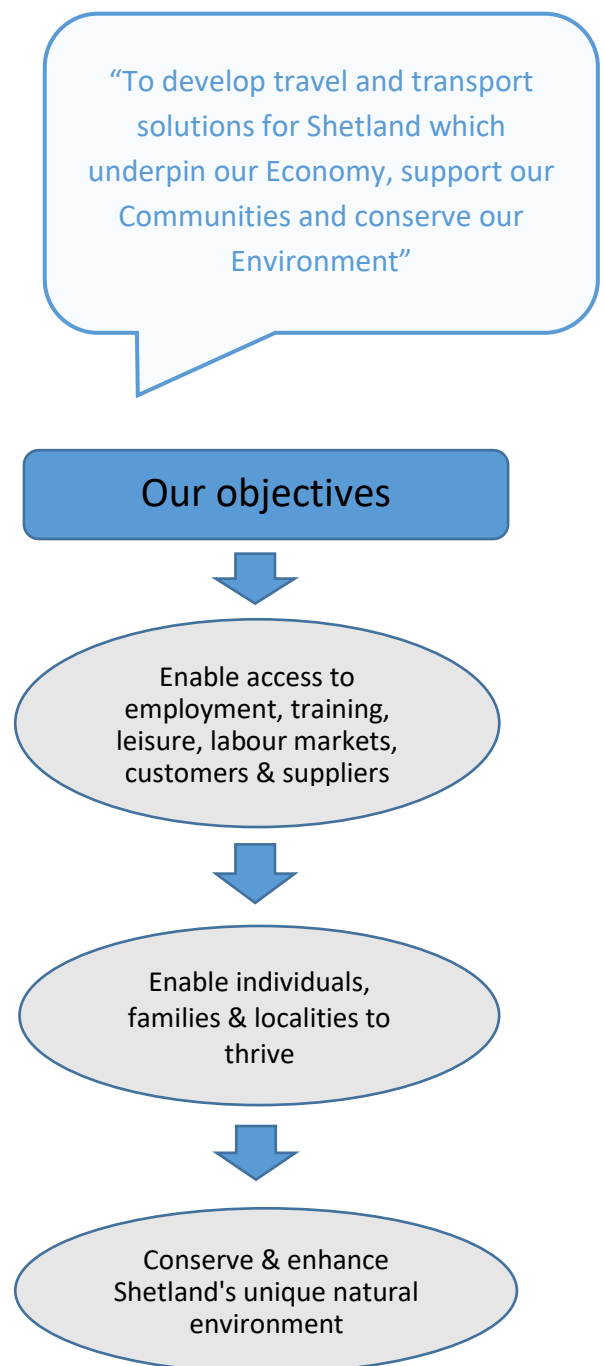 “To develop travel and transport
solutions for Shetland which
underpin our Economy, support our
Communities and conserve our
Environment”
Our objectives
Enable access to
employment, training,
leisure, labour markets,
customers & suppliers
Enable individuals,
families & localities to
thrive
Conserve & enhance
Shetland's unique natural
environment